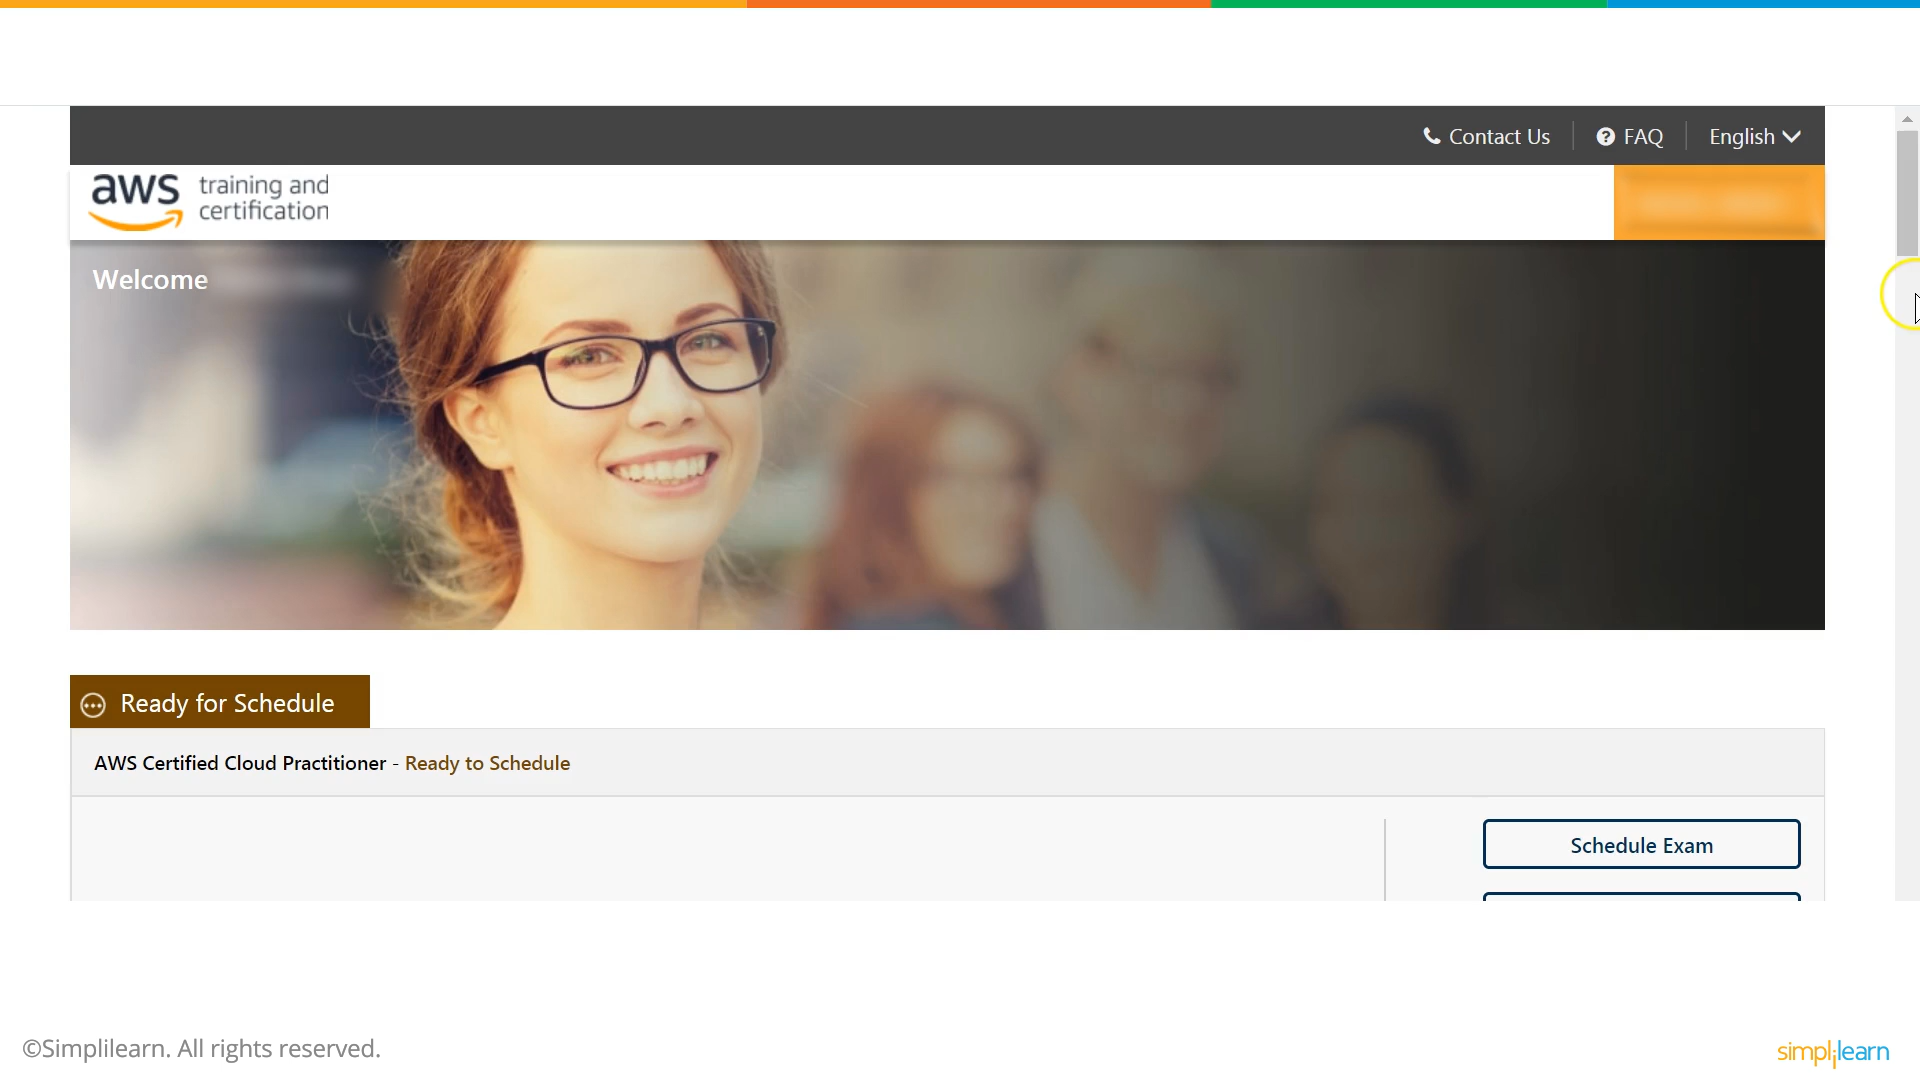 Contact Us
FAQ
English
aws training and
certification
Welcome
Ready for Schedule
AWS Certified Cloud Practitioner - Ready to Schedule
Schedule Exam
©Simplilearn. All rights reserved.
simplilearn